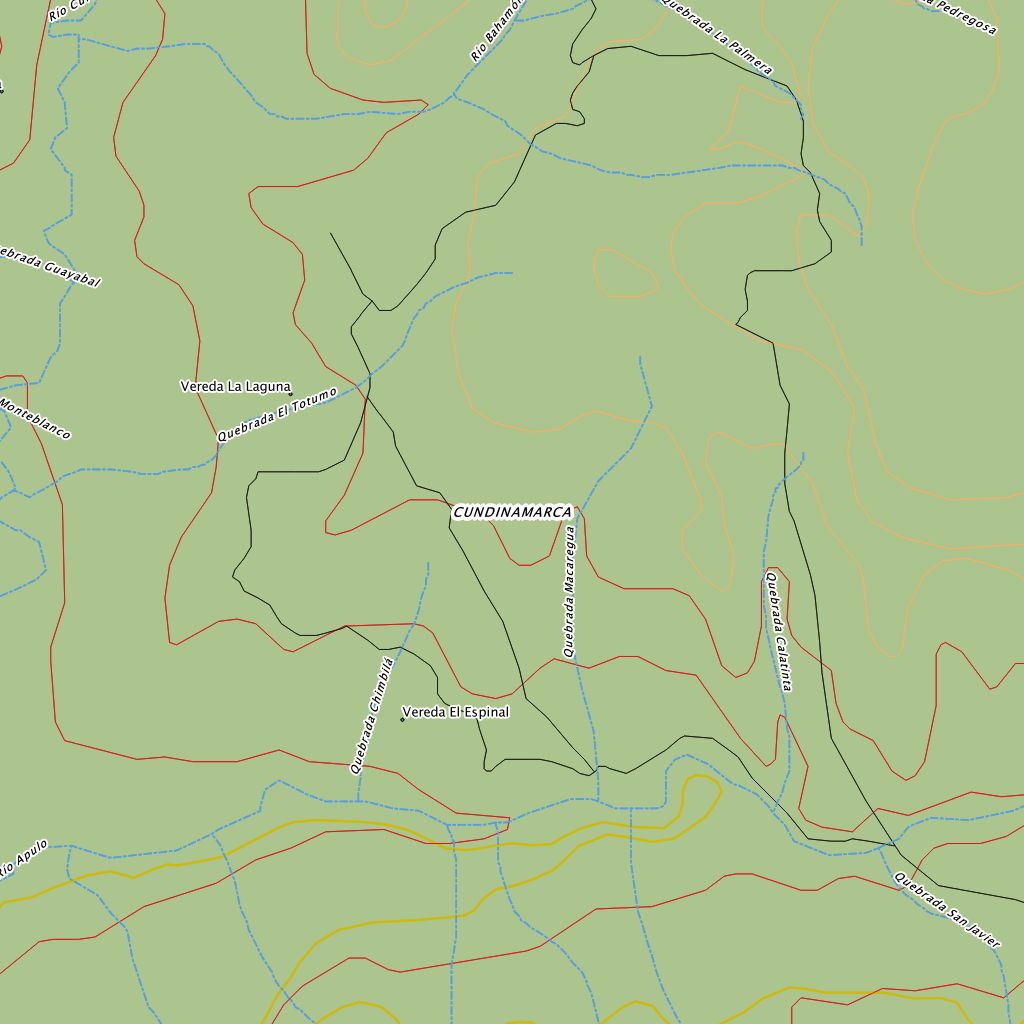 Río Bahamón
Quebrada La Palmera
Pedregosa
Guayabal
Vereda La Laguna
Quebrada El Totumo
Monteblanco
CUNDINAMARCA
Quebrada Macaregua
Quebrada Calatinta
Quebrada Chimbilá
Vereda El Espinal
Río Apulo
Quebrada San Javier